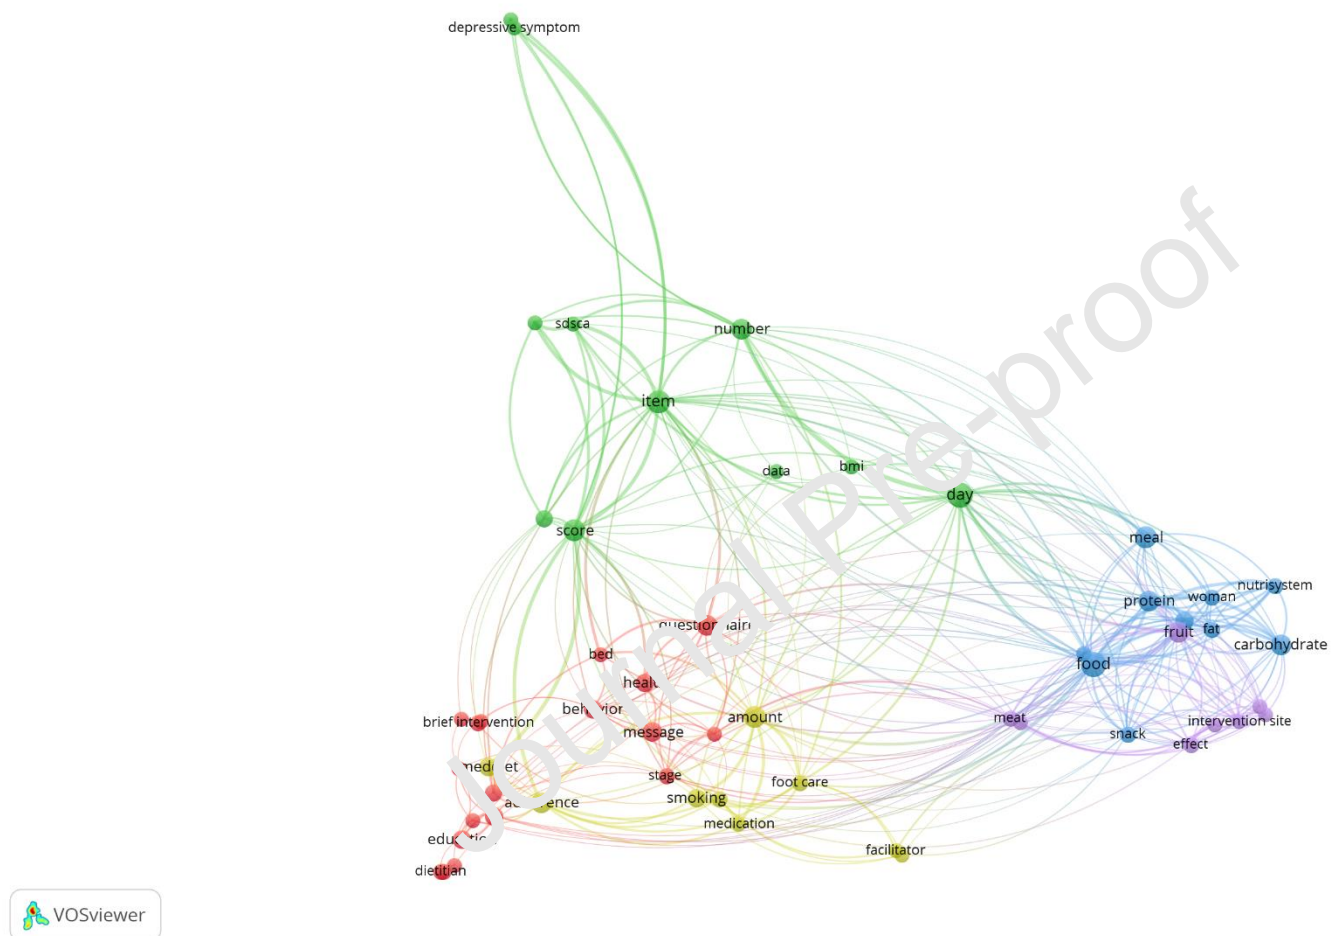 depressive symptom
sdsca
number
item
data
bmi
day
score
meal
nutrisystem
protein
woman
fruit
fat
carbohydrate
food
bed
behavior
brief intervention
message
amount
meat
intervention site
snack
effect
stage
foot care
smoking
medication
facilitator
dietitian
Journal Pre-proof
VOSviewer